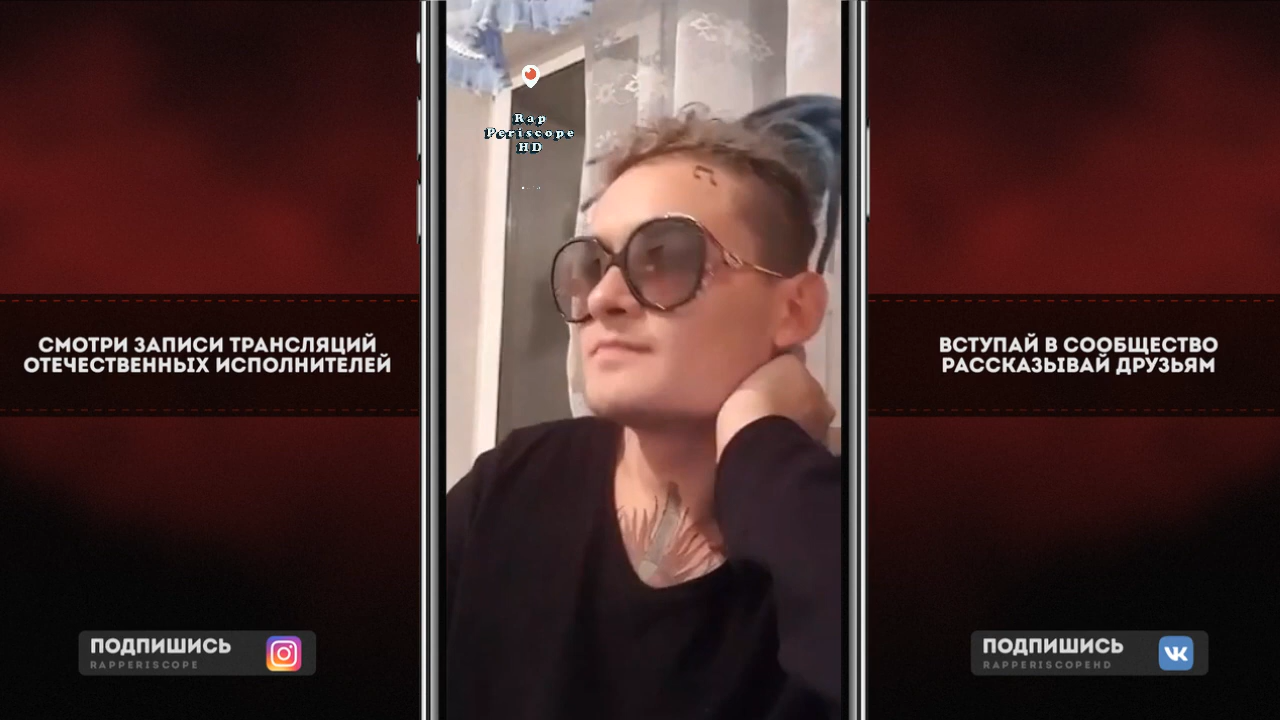 Rap
Periscope
HD
СМОТРИ ЗАПИСИ ТРАНСЛЯЦИЙ
ОТЕЧЕСТВЕННЫХ ИСПОЛНИТЕЛЕЙ
ВСТУПАЙ В СООБЩЕСТВО
РАССКАЗЫВАЙ ДРУЗЬЯМ
ПОДПИШИСЬ
RAPPERISCOPE
ПОДПИШИСЬ
RAPPERISCOPEHD